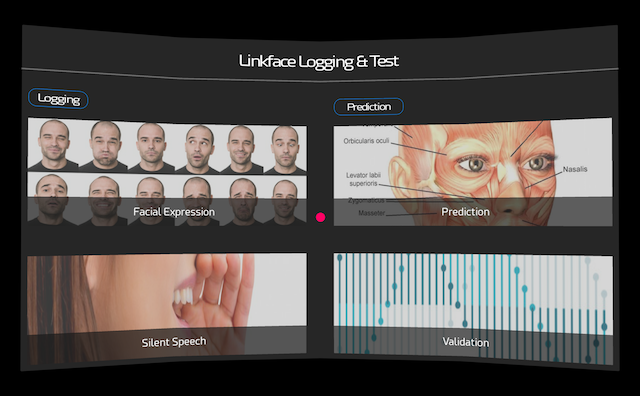 Linkface Logging & Test
Logging
Prediction
Facial Expression
Orbicularis oculi
Levator labii
superioris
Zygomaticus
Masseter
Nasalis
Prediction
Silent Speech
Validation